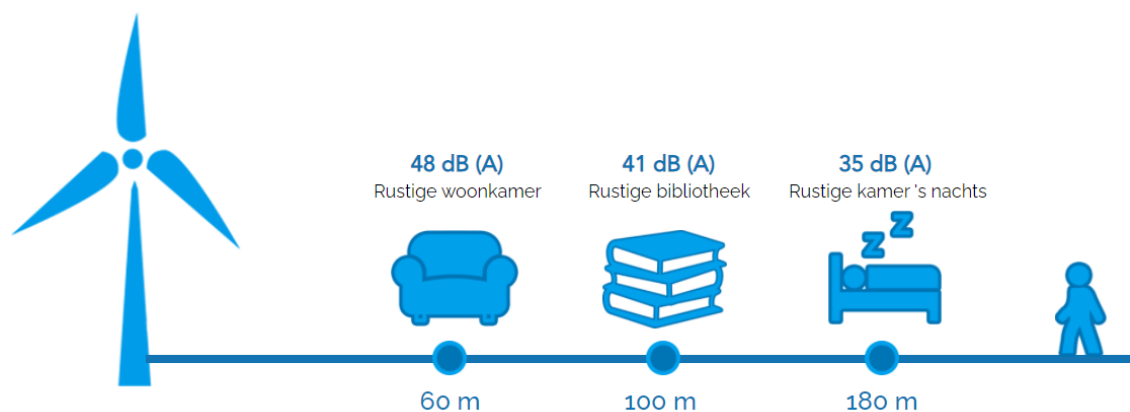 48 dB (A)
Rustige woonkamer
41 dB (A)
Rustige bibliotheek
35 dB (A)
Rustige kamer 's nachts
z z
60 m
100 m
180 m